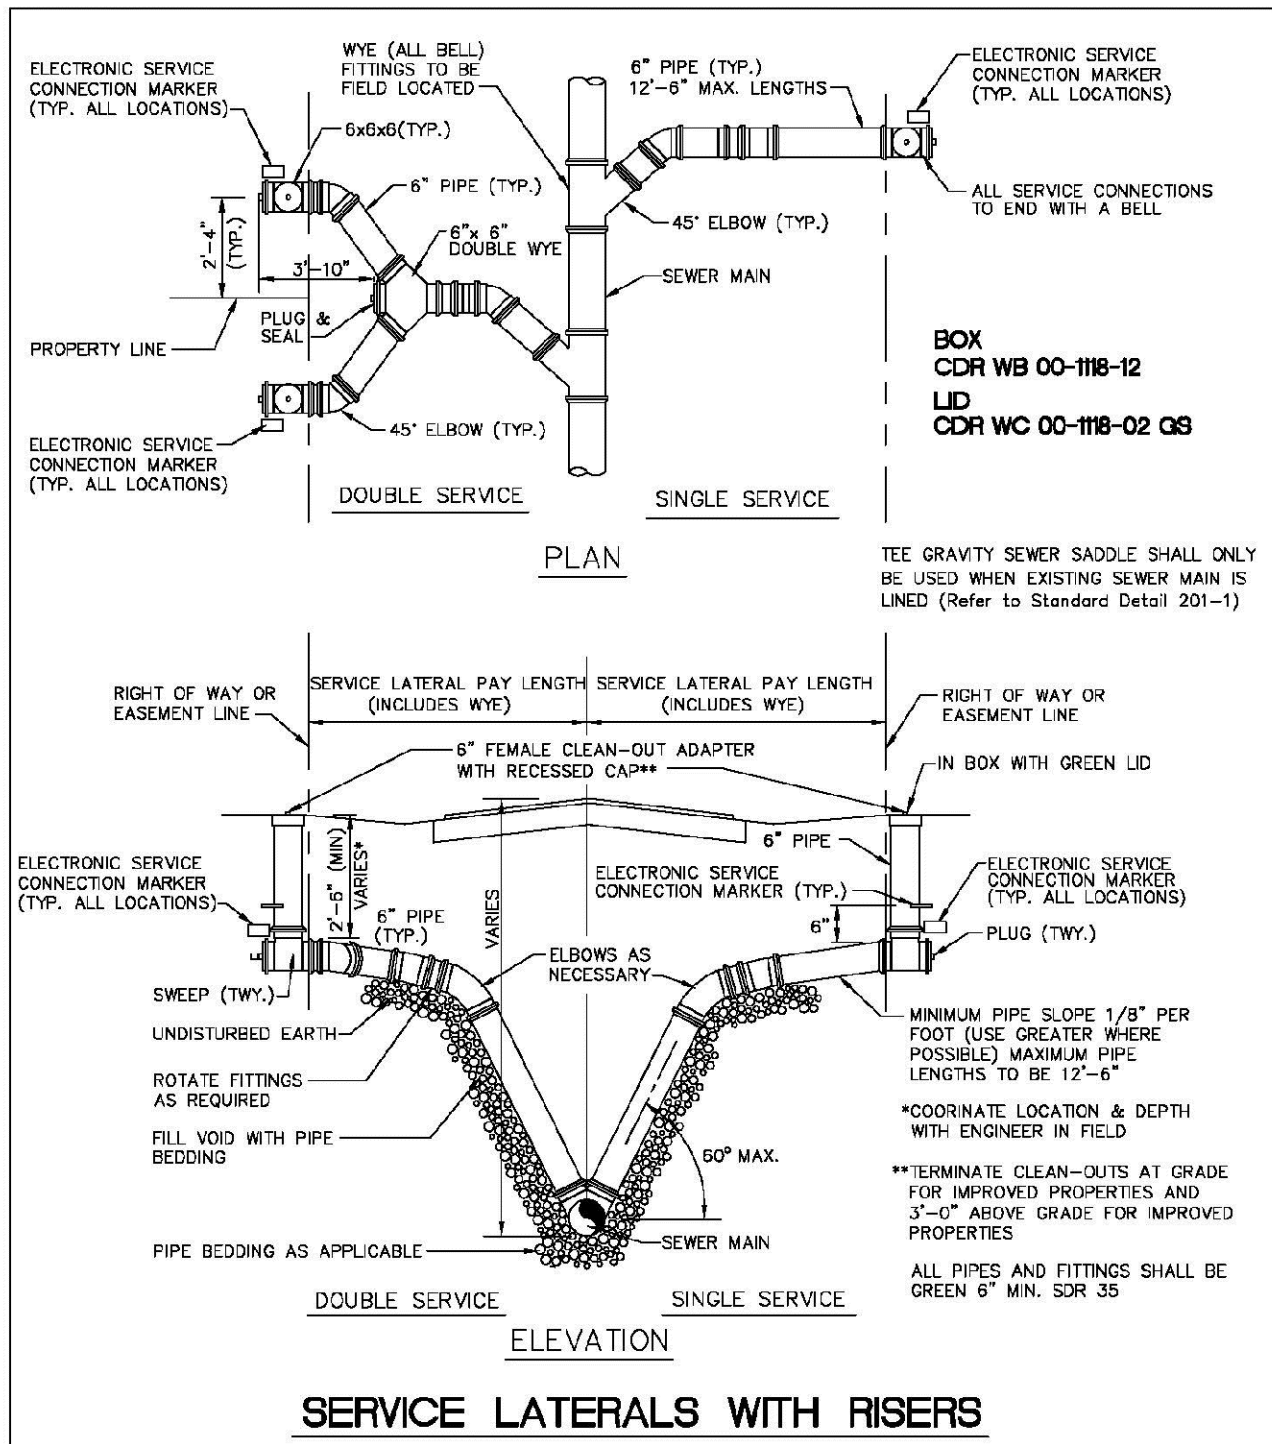 WYE (ALL BELL)
FITTINGS TO BE
FIELD LOCATED
ELECTRONIC SERVICE
CONNECTION MARKER
(TYP. ALL LOCATIONS)
6" PIPE (TYP.)
12'-6" MAX. LENGTHS
ELECTRONIC SERVICE
CONNECTION MARKER
(TYP. ALL LOCATIONS)
6x6x6(TYP.)
6" PIPE (TYP.)
ALL SERVICE CONNECTIONS
TO END WITH A BELL
45° ELBOW (TYP.)
2'-4"
(TYP.)
6"x 6"
DOUBLE WYE
3'-10"
SEWER MAIN
PLUG &
SEAL
PROPERTY LINE
BOX
CDR WB 00-1118-12
LID
CDR WC 00-1118-02 GS
45° ELBOW (TYP.)
ELECTRONIC SERVICE
CONNECTION MARKER
(TYP. ALL LOCATIONS)
DOUBLE SERVICE
SINGLE SERVICE
PLAN
TEE GRAVITY SEWER SADDLE SHALL ONLY
BE USED WHEN EXISTING SEWER MAIN IS
LINED (Refer to Standard Detail 201-1)
RIGHT OF WAY OR
EASEMENT LINE
SERVICE LATERAL PAY LENGTH
(INCLUDES WYE)
SERVICE LATERAL PAY LENGTH
(INCLUDES WYE)
RIGHT OF WAY OR
EASEMENT LINE
6" FEMALE CLEAN-OUT ADAPTER
WITH RECESSED CAP**
IN BOX WITH GREEN LID
6" PIPE
ELECTRONIC SERVICE
CONNECTION MARKER
(TYP. ALL LOCATIONS)
2'-6" (MIN)
VARIES*
6" PIPE
(TYP.)
VARIES
ELECTRONIC SERVICE
CONNECTION MARKER (TYP.)
6"
ELECTRONIC SERVICE
CONNECTION MARKER
(TYP. ALL LOCATIONS)
PLUG (TWY.)
ELBOWS AS
NECESSARY
SWEEP (TWY.)
UNDISTURBED EARTH
ROTATE FITTINGS
AS REQUIRED
FILL VOID WITH PIPE
BEDDING
MINIMUM PIPE SLOPE 1/8" PER
FOOT (USE GREATER WHERE
POSSIBLE) MAXIMUM PIPE
LENGTHS TO BE 12'-6"
*COORINATE LOCATION & DEPTH
WITH ENGINEER IN FIELD
60° MAX.
**TERMINATE CLEAN-OUTS AT GRADE
FOR IMPROVED PROPERTIES AND
3'-0" ABOVE GRADE FOR IMPROVED
PROPERTIES
SEWER MAIN
PIPE BEDDING AS APPLICABLE
ALL PIPES AND FITTINGS SHALL BE
GREEN 6" MIN. SDR 35
DOUBLE SERVICE
SINGLE SERVICE
ELEVATION
SERVICE LATERALS WITH RISERS